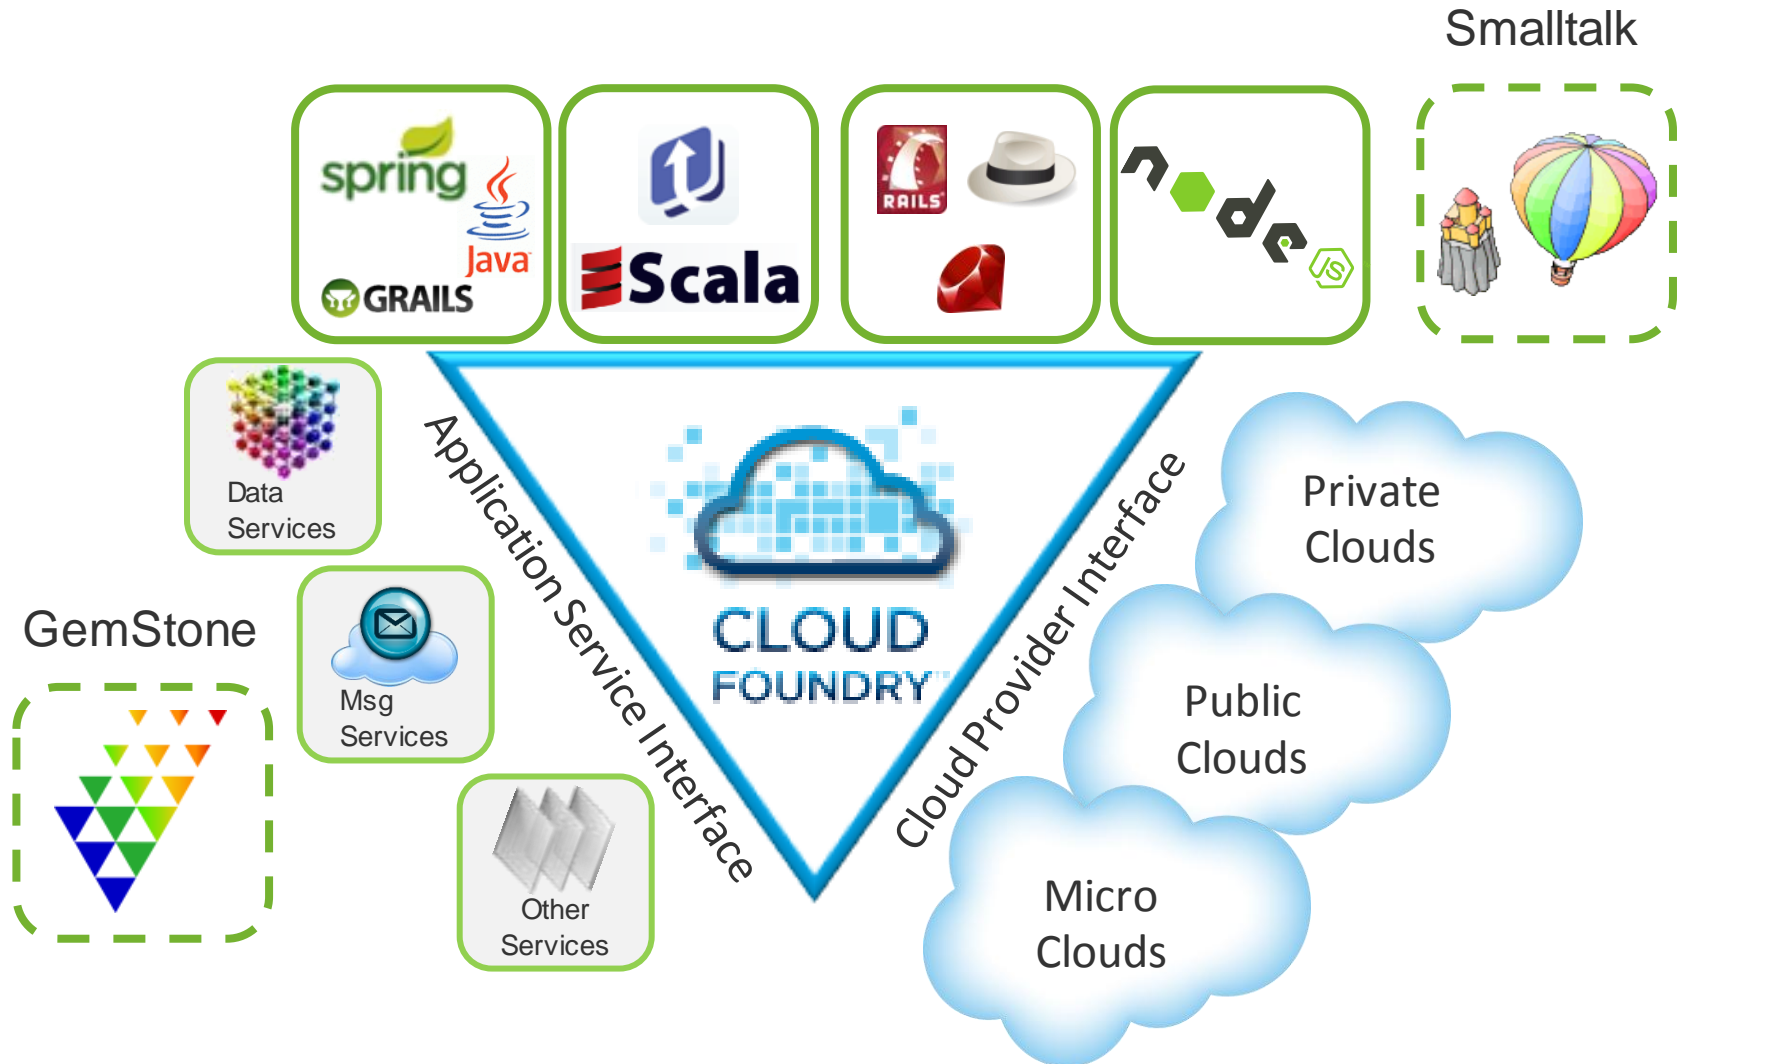 Smalltalk
spring
Java
GRAILS
Scala
RAILS
node
JS
Data
Services
Application Service Interface
CLOUD
FOUNDRY
Cloud Provider Interface
Private
Clouds
GemStone
Msg
Services
Public
Clouds
Other
Services
Micro
Clouds